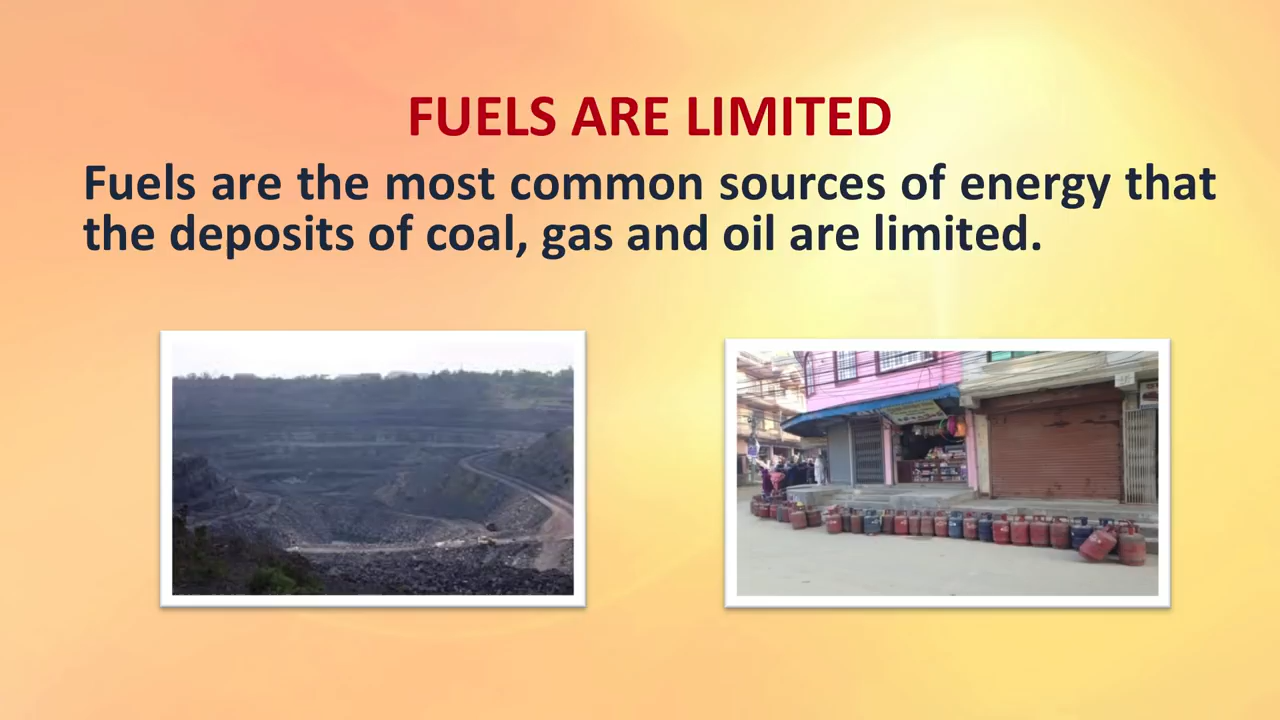 FUELS ARE LIMITED
Fuels are the most common sources of energy that
the deposits of coal, gas and oil are limited.